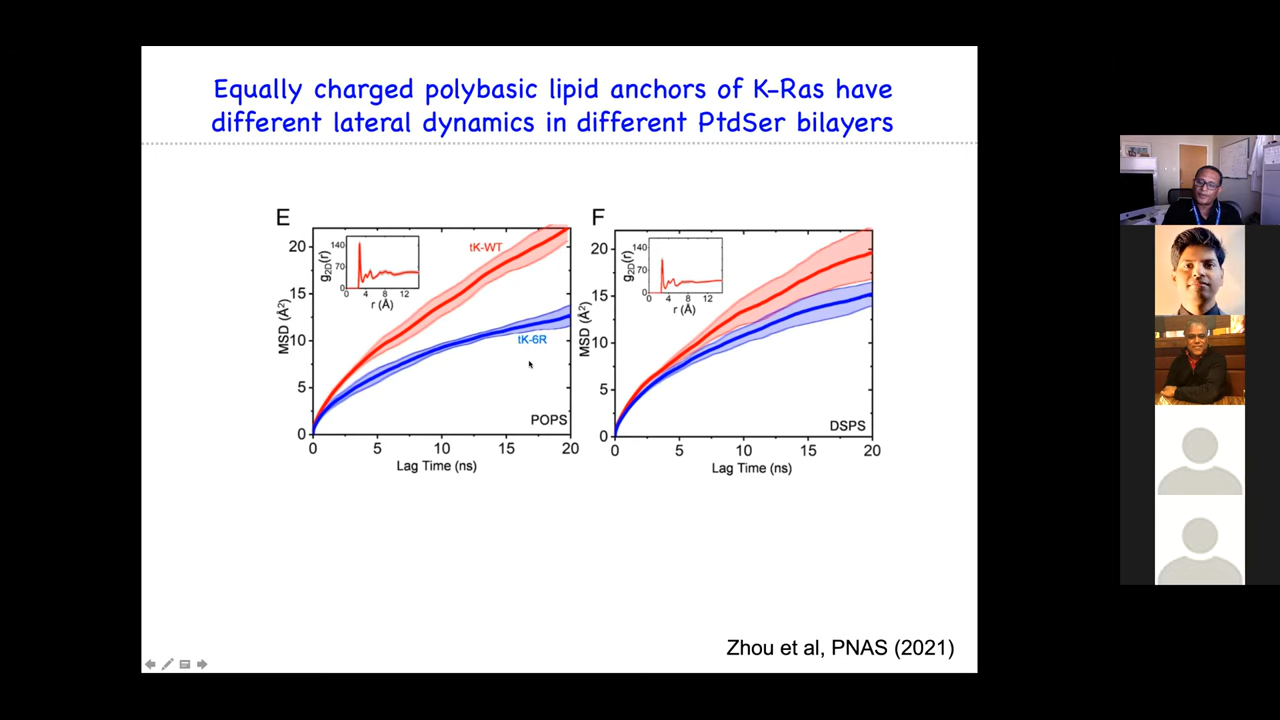 Equally charged polybasic lipid anchors of K-Ras have
different lateral dynamics in different PtdSer bilayers
E
20
15
10
5
0
MSD (Å²)
140
70
0
g2D(r)
0 4 8 12
r (Å)
tK-WT
tK-6R
POPS
0 5 10 15 20
Lag Time (ns)
F
20
15
10
5
0
MSD (Å²)
140
70
0
g2D(r)
0 4 8 12
r (Å)
DSPS
0 5 10 15 20
Lag Time (ns)
Zhou et al, PNAS (2021)